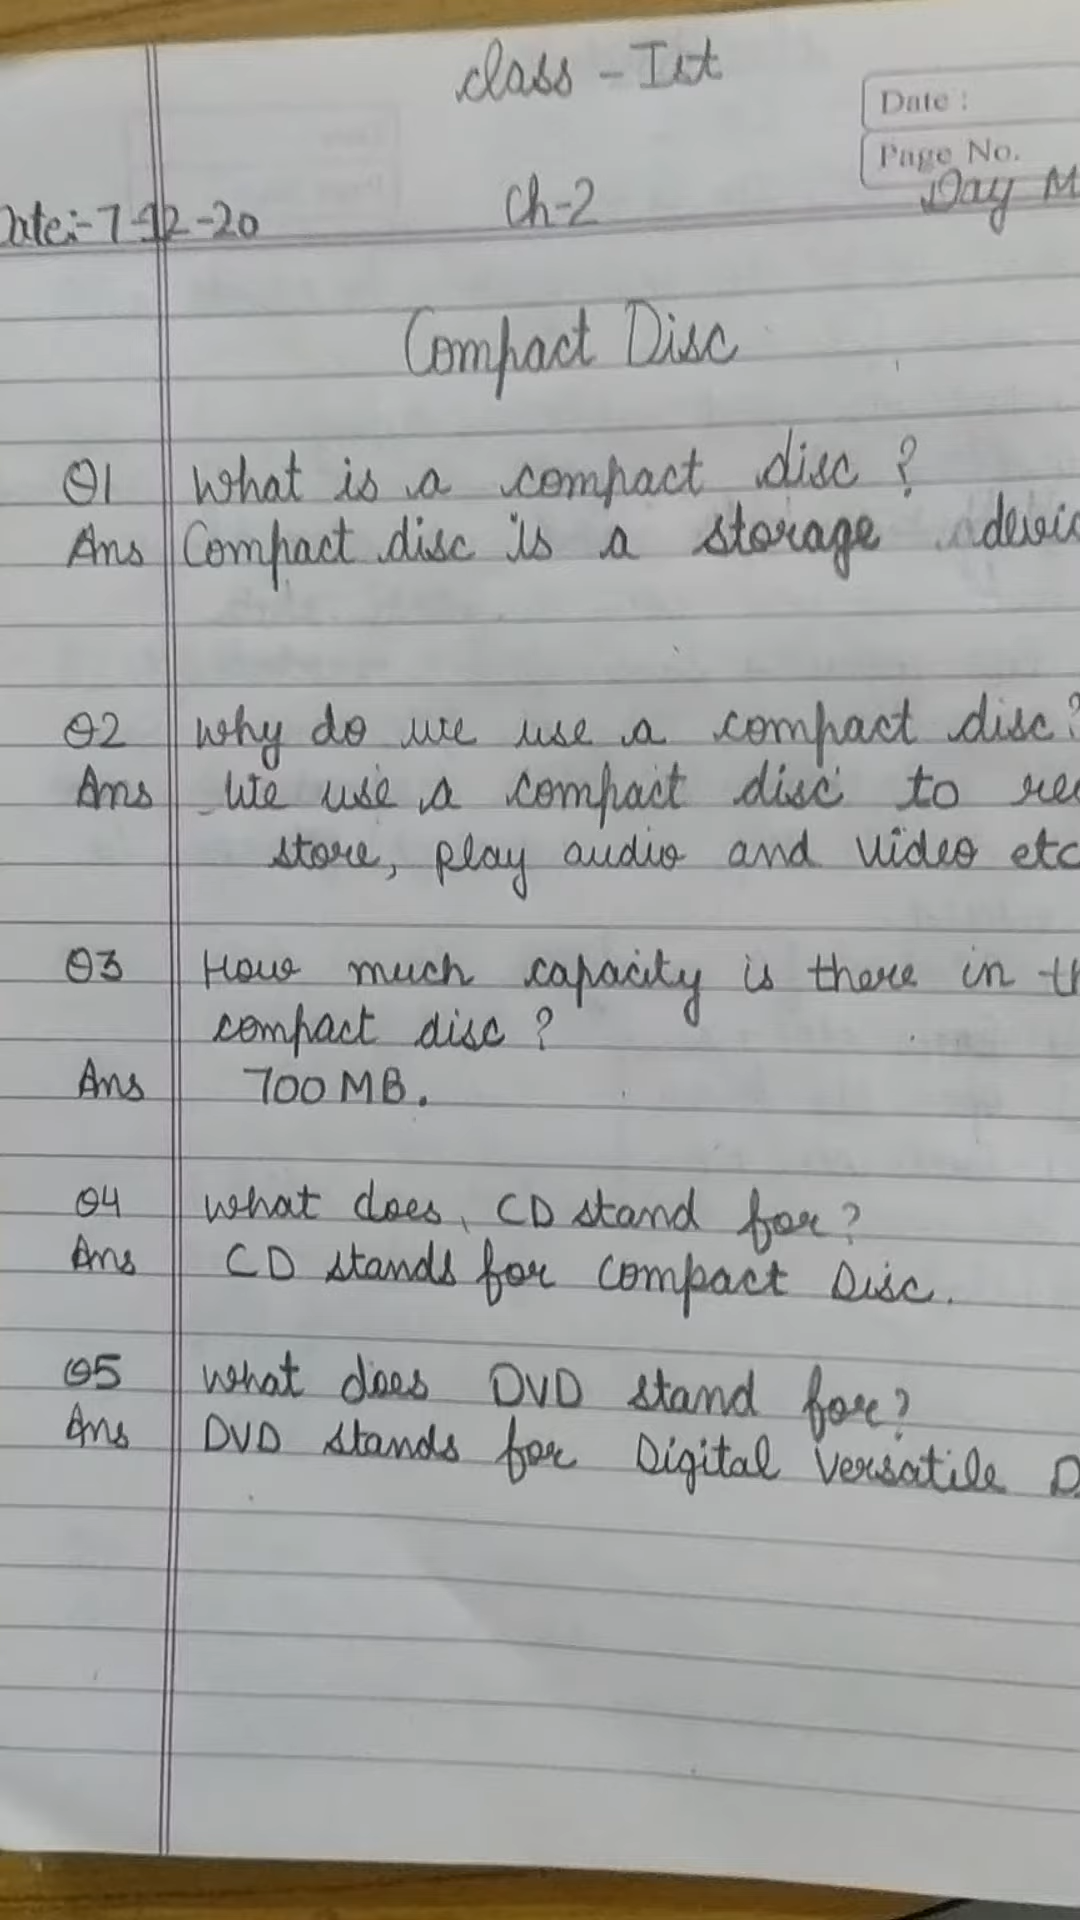 Class - Ist
Date :
Page No.
Date:- 7-12-20 Ch-2 Day M
Compact Disc
Q1 What is a compact disc ?
Ans Compact disc is a storage devic
Q2 Why do we use a compact disc?
Ans We use a compact disc to rec
store, play audio and video etc
Q3 How much capacity is there in th
compact disc ?
Ans 700 MB.
Q4 What does, CD stand for?
Ans CD stands for Compact Disc.
Q5 What does DVD stand for?
Ans DVD stands for Digital Versatile D